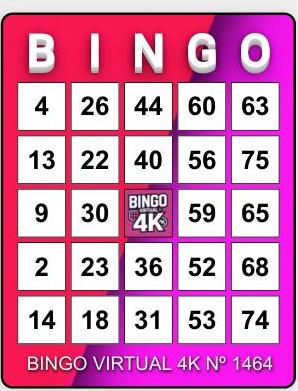 B I N G O
4 26 44 60 63
13 22 40 56 75
9 30 BINGO VIRTUAL 4K 59 65
2 23 36 52 68
14 18 31 53 74
BINGO VIRTUAL 4K Nº 1464